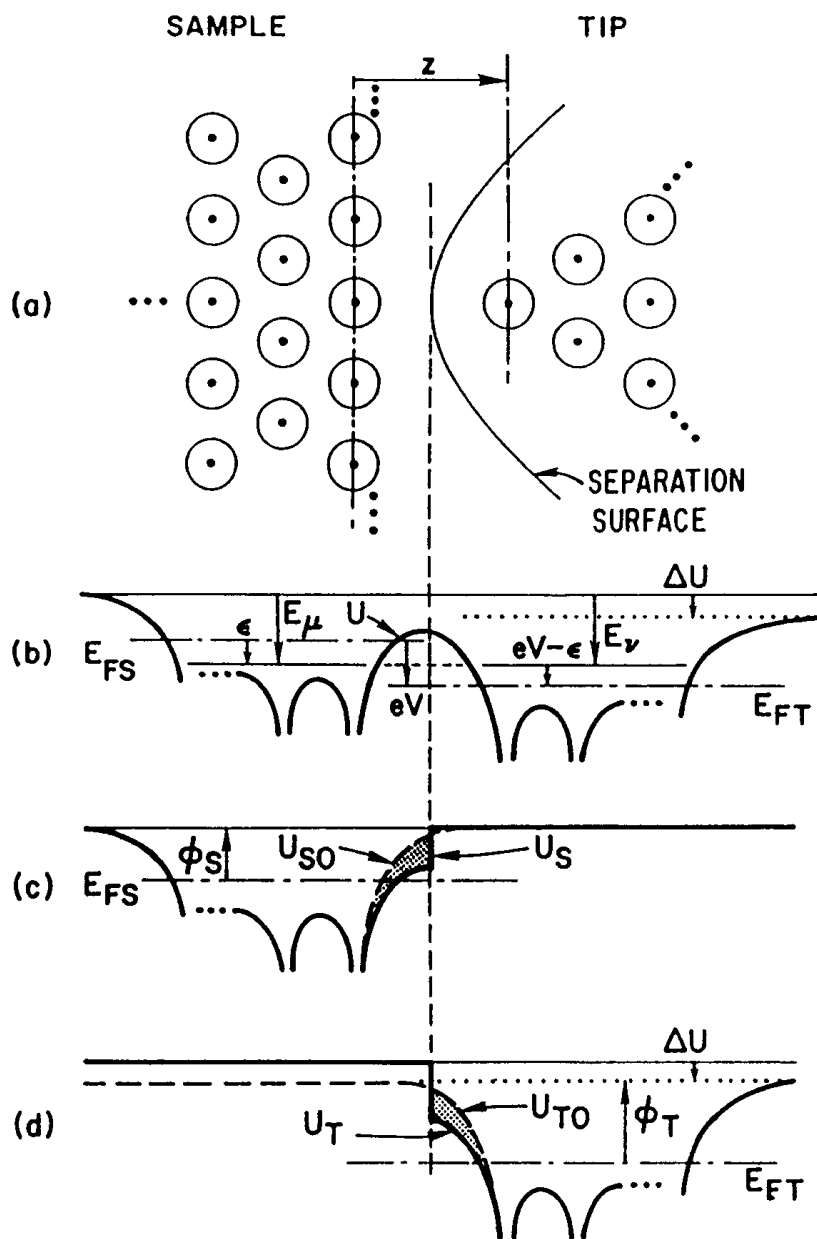 SAMPLE TIP
z
(a)
SEPARATION
SURFACE
(b)
ΔU
ϵ E_μ U
E_ν
E_FS
eV-ϵ
eV
E_FT
(c)
ϕ_S U_SO U_S
E_FS
(d)
ΔU
U_T U_TO ϕ_T
E_FT